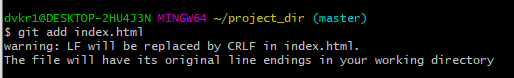 dvkr1@DESKTOP-2HU4J3N MINGW64 ~/project_dir (master)
$ git add index.html
warning: LF will be replaced by CRLF in index.html.
The file will have its original line endings in your working directory